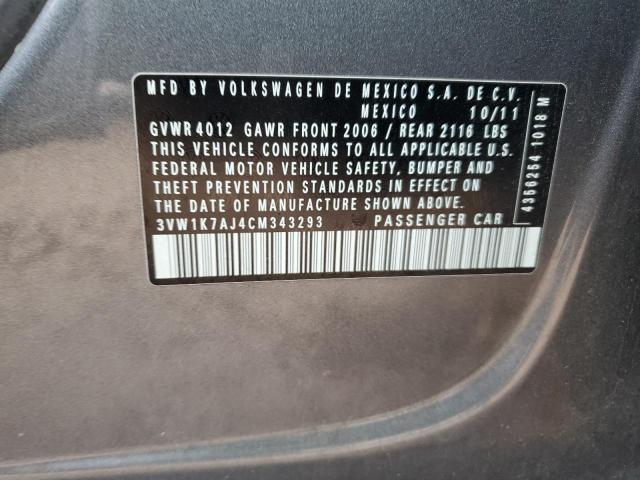 MFD BY VOLKSWAGEN DE MEXICO S.A. DE C.V.
MEXICO 10/11
GVWR 4012 GAWR FRONT 2006 / REAR 2116 LBS
THIS VEHICLE CONFORMS TO ALL APPLICABLE U.S.
FEDERAL MOTOR VEHICLE SAFETY, BUMPER AND
THEFT PREVENTION STANDARDS IN EFFECT ON
THE DATE OF MANUFACTURE SHOWN ABOVE.
3VW1K7AJ4CM343293 PASSENGER CAR
4356254 1018 M